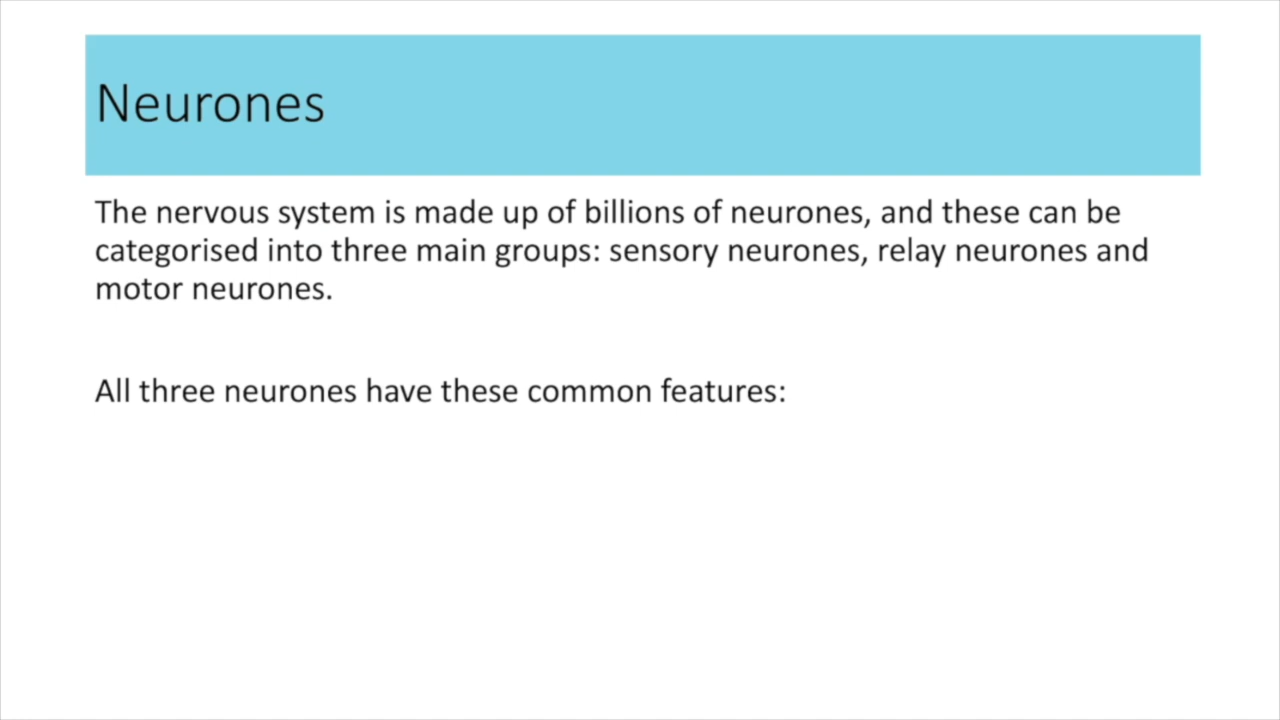 Neurones
The nervous system is made up of billions of neurones, and these can be
categorised into three main groups: sensory neurones, relay neurones and
motor neurones.
All three neurones have these common features: